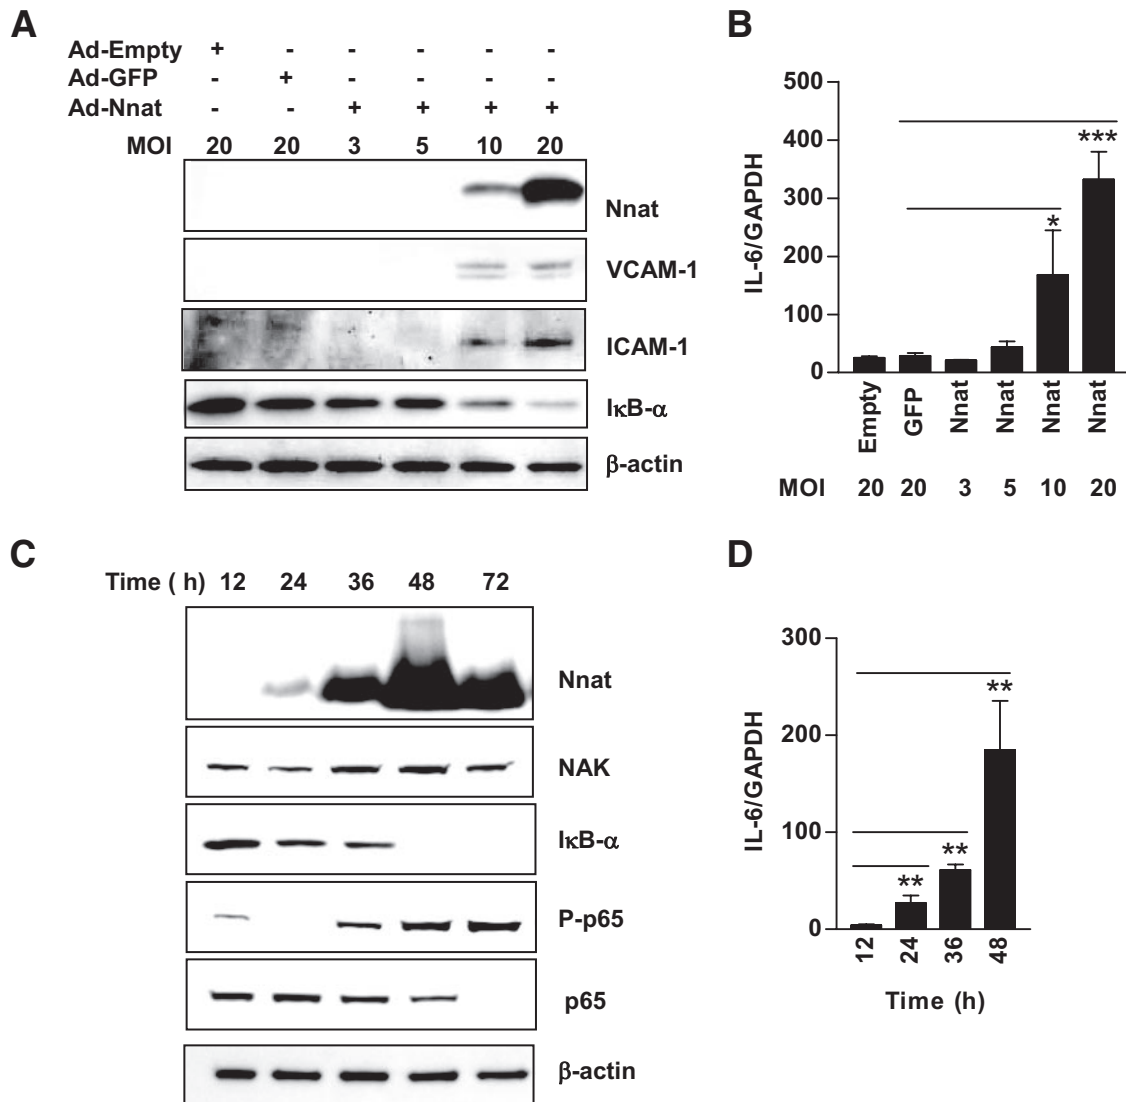 A
Ad-Empty + - - - - -
Ad-GFP - + - - - -
Ad-Nnat - - + + + +
MOI 20 20 3 5 10 20
Nnat
VCAM-1
ICAM-1
IκB-α
β-actin
B
500
400
300
200
100
0
IL-6/GAPDH
*
***
Empty GFP Nnat Nnat Nnat Nnat
MOI 20 20 3 5 10 20
C
Time ( h) 12 24 36 48 72
Nnat
NAK
IκB-α
P-p65
p65
β-actin
D
300
200
100
0
IL-6/GAPDH
**
**
**
12 24 36 48
Time (h)